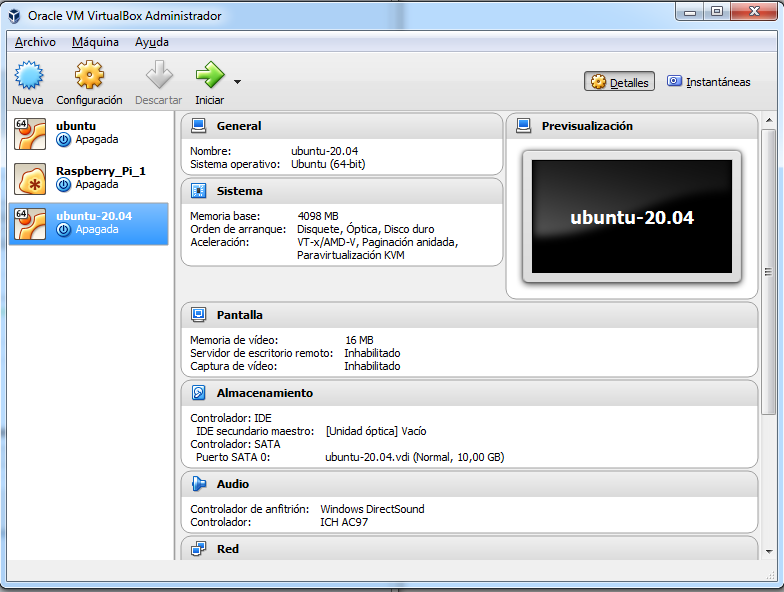 Oracle VM VirtualBox Administrador
Archivo Máquina Ayuda
Nueva Configuración Descartar Iniciar
Detalles Instantáneas
64 ubuntu
Apagada
Raspberry_Pi_1
Apagada
64 ubuntu-20.04
Apagada
General
Nombre: ubuntu-20.04
Sistema operativo: Ubuntu (64-bit)
Sistema
Memoria base: 4098 MB
Orden de arranque: Disquete, Óptica, Disco duro
Aceleración: VT-x/AMD-V, Paginación anidada,
Paravirtualización KVM
Previsualización
ubuntu-20.04
Pantalla
Memoria de vídeo: 16 MB
Servidor de escritorio remoto: Inhabilitado
Captura de vídeo: Inhabilitado
Almacenamiento
Controlador: IDE
IDE secundario maestro: [Unidad óptica] Vacío
Controlador: SATA
Puerto SATA 0: ubuntu-20.04.vdi (Normal, 10,00 GB)
Audio
Controlador de anfitrión: Windows DirectSound
Controlador: ICH AC97
Red